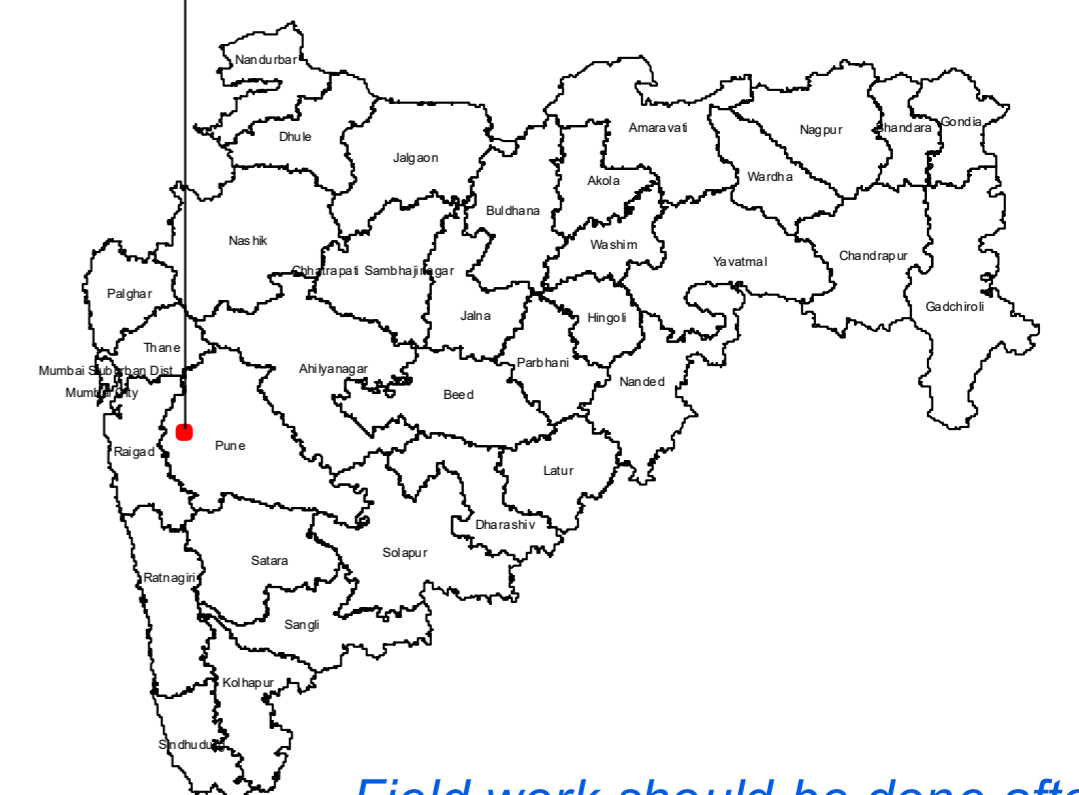 Nandurbar
Dhule
Jalgaon
Amaravati
Nagpur
Bhandara
Gondia
Akola
Wardha
Buldhana
Nashik
Washim
Chhatrapati Sambhajinagar
Yavatmal
Chandrapur
Palghar
Gadchiroli
Jalna
Hingoli
Thane
Parbhani
Mumbai Suburban Dist
Ahilyanagar
Nanded
Mumbai City
Beed
Raigad
Pune
Latur
Dharashiv
Solapur
Satara
Ratnagiri
Sangli
Kolhapur
Field work should be done afte